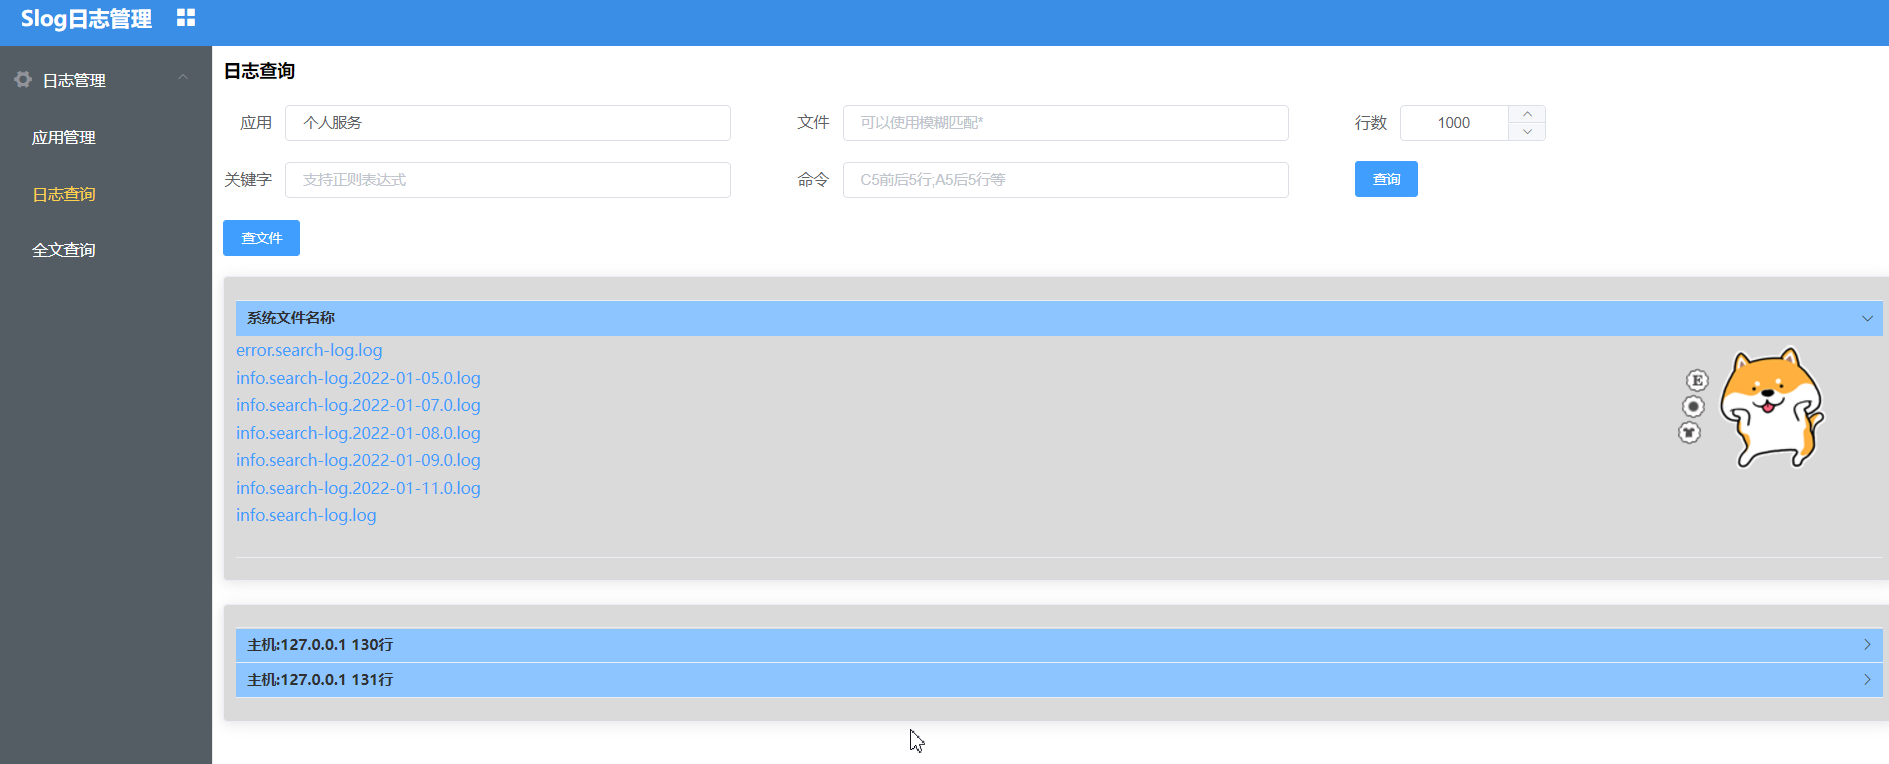 Slog日志管理
日志管理
应用管理
日志查询
全文查询
日志查询
应用 个人服务 文件 可以使用模糊匹配* 行数 1000
关键字 支持正则表达式 命令 C5前后5行;A5后5行等 查询
查文件
系统文件名称
error.search-log.log
info.search-log.2022-01-05.0.log
info.search-log.2022-01-07.0.log
info.search-log.2022-01-08.0.log
info.search-log.2022-01-09.0.log
info.search-log.2022-01-11.0.log
info.search-log.log
E
主机:127.0.0.1 130行
主机:127.0.0.1 131行